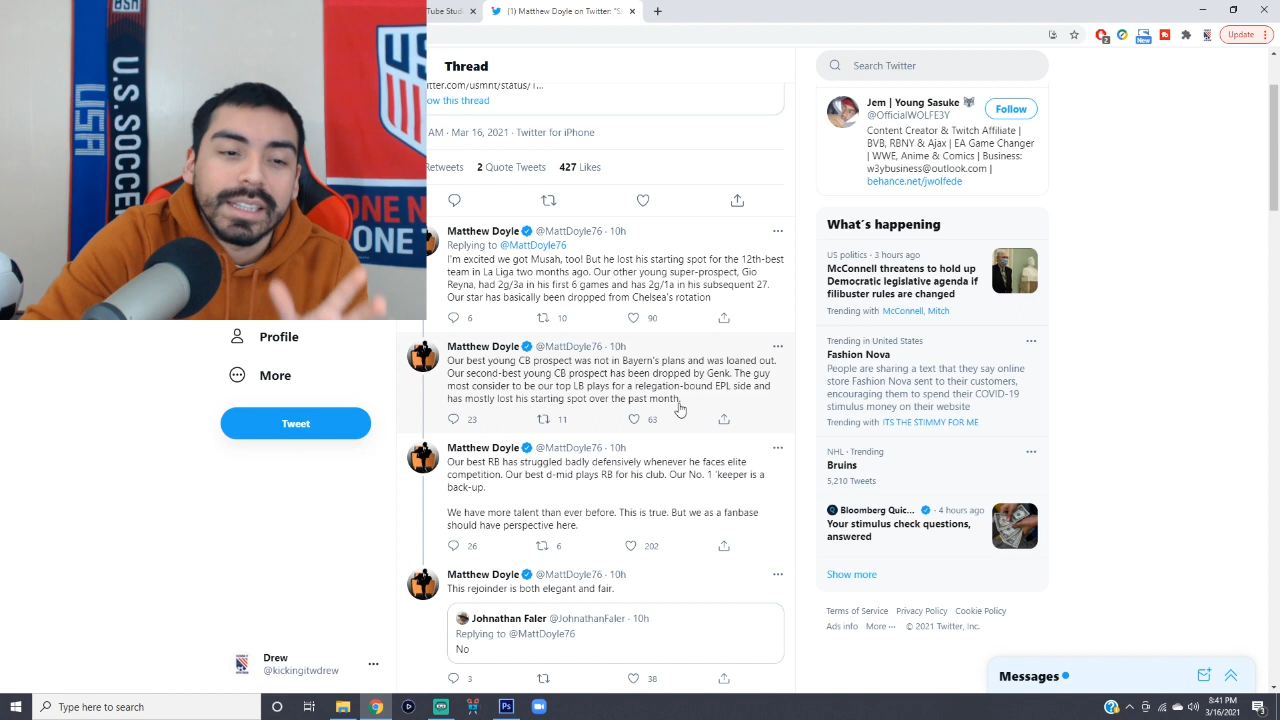 Tube Stud
(1) Matthew Doyle on Twitter: "S
Update
U.S.SOCCER
USA
ONE N
ONE
Thread
itter.com/usmnt/status/1...
ow this thread
AM · Mar 16, 2021 · Twitter for iPhone
Retweets 2 Quote Tweets 427 Likes
Matthew Doyle @MattDoyle76 · 10h
Replying to @MattDoyle76
I'm excited we got Musah, too! But he lost his starting spot for the 12th-best
team in La Liga two months ago. Our other young super-prospect, Gio
Reyna, had 2g/3a in his first 6 games and has 2g/1a in his subsequent 27.
Our star has basically been dropped from Chelsea's rotation
6 10 90
Matthew Doyle @MattDoyle76 · 10h
Our best young CB prospect was not in Bayern's plans and was loaned out.
Our second-best young CB prospect has been dropped by Genk. The guy
most consider to be our top LB plays for a relegation-bound EPL side and
has mostly lost his starting spot over the past month.
23 11 63
Matthew Doyle @MattDoyle76 · 10h
Our best RB has struggled badly defensively whenever he faces elite
competition. Our best d-mid plays RB for his club. Our No. 1 'keeper is a
back-up.
We have more talent than ever before. This is true. But we as a fanbase
should have perspective here.
26 6 202
Matthew Doyle @MattDoyle76 · 10h
This rejoinder is both elegant and fair.
Johnathan Faler @JohnathanFaler · 10h
Replying to @MattDoyle76
No
3 38
Profile
More
Tweet
Drew
@kickingitwdrew
Search Twitter
Jem | Young Sasuke
@OfficialWOLFE3Y
Follow
Content Creator & Twitch Affiliate |
BVB, RBNY & Ajax | EA Game Changer
| WWE, Anime & Comics | Business:
w3ybusiness@outlook.com |
behance.net/jwolfede
What's happening
US politics · 3 hours ago
McConnell threatens to hold up
Democratic legislative agenda if
filibuster rules are changed
Trending with McConnell, Mitch
Trending in United States
Fashion Nova
People are sharing a text that they say online
store Fashion Nova sent to their customers,
encouraging them to spend their COVID-19
stimulus money on their website
Trending with ITS THE STIMMY FOR ME
NHL · Trending
Bruins
5,210 Tweets
Bloomberg Quic... · 4 hours ago
Your stimulus check questions,
answered
Show more
Terms of Service Privacy Policy Cookie Policy
Ads info More ··· © 2021 Twitter, Inc.
Messages
Type here to search
8:41 PM
3/16/2021